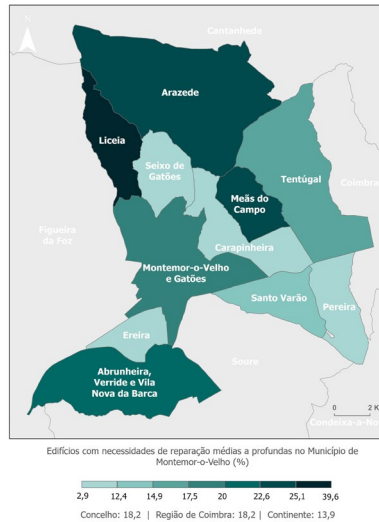 N
Cantanhede
Arazede
Liceia
Seixo de
Gatões
Tentúgal
Meãs do
Campo
Coimbra
Figueira
da Foz
Carapinheira
Montemor-o-Velho
e Gatões
Santo Varão
Pereira
Ereira
Soure
Abrunheira,
Verride e Vila
Nova da Barca
0 2 K
Condeixa-a-No
Edifícios com necessidades de reparação médias a profundas no Município de
Montemor-o-Velho (%)
2,9 12,4 14,9 17,5 20 22,6 25,1 39,6
Concelho: 18,2 | Região de Coimbra: 18,2 | Continente: 13,9